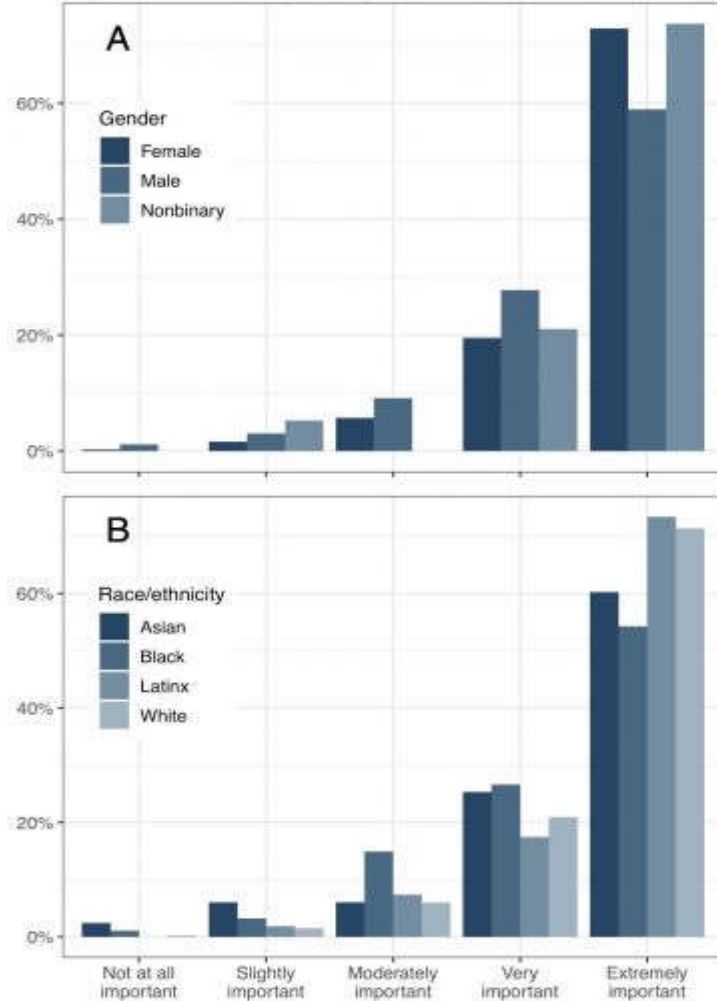 A
60%
40%
20%
0%
Gender
Female
Male
Nonbinary
B
60%
40%
20%
0%
Race/ethnicity
Asian
Black
Latinx
White
Not at all
important
Slightly
important
Moderately
important
Very
important
Extremely
important